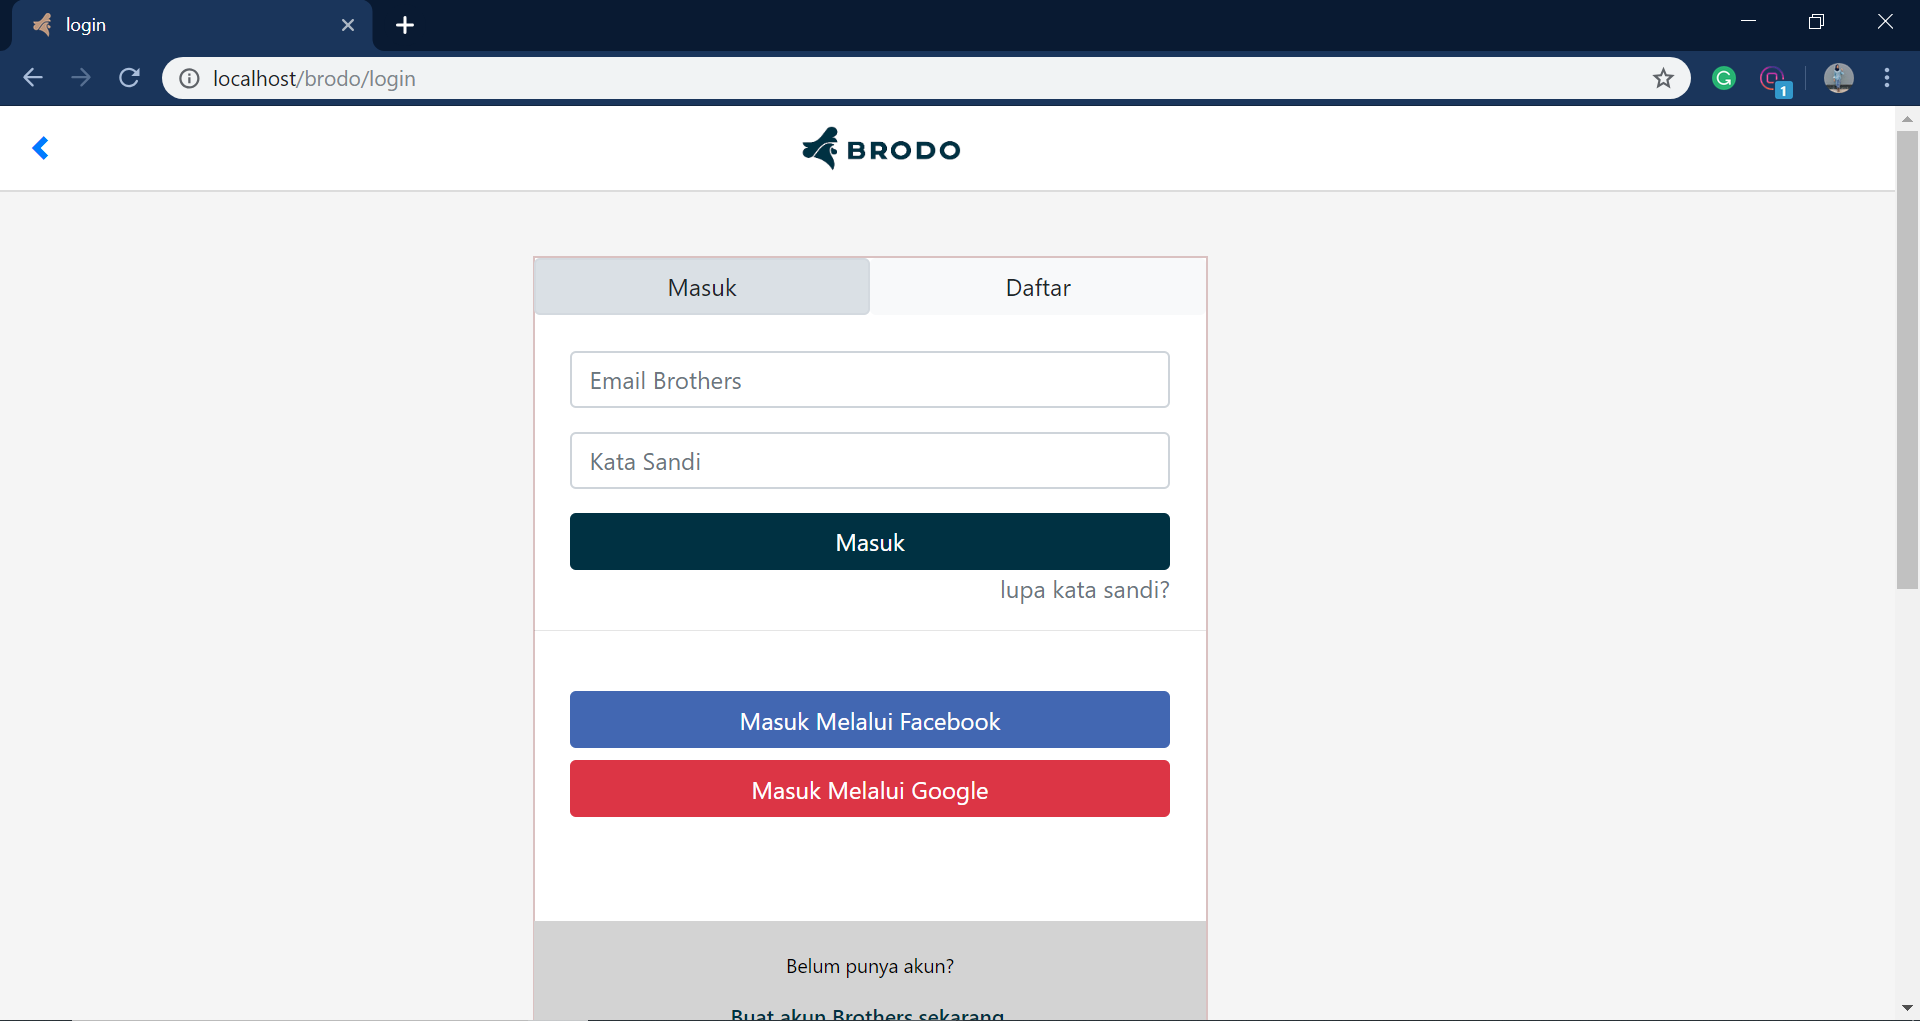 login
localhost/brodo/login
1
BRODO
Masuk
Daftar
Email Brothers
Kata Sandi
Masuk
lupa kata sandi?
Masuk Melalui Facebook
Masuk Melalui Google
Belum punya akun?
Buat akun Brothers sekarang